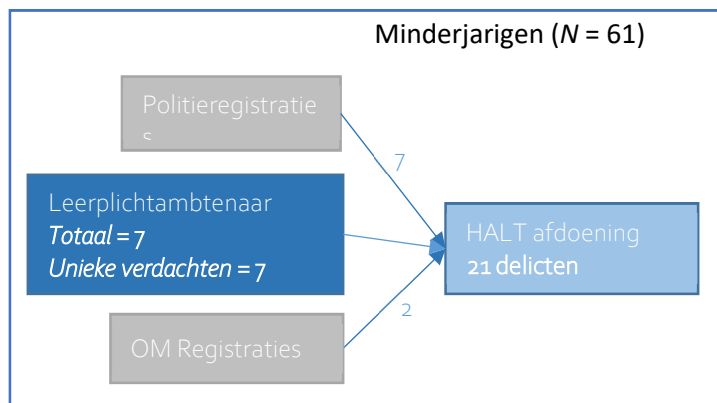 Minderjarigen (N = 61)
Politieregistratie
s
7
Leerplichtambtenaar
Totaal = 7
Unieke verdachten = 7
HALT afdoening
21 delicten
2
OM Registraties